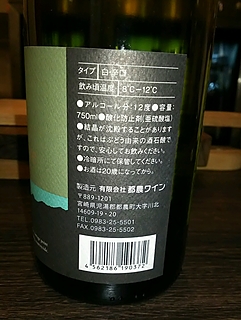 タイプ 白・辛口
飲み頃温度 8℃−12℃
●アルコール分:12度●容量:
750ml●酸化防止剤(亜硫酸塩)
●結晶が沈殿することがあります
が、これはぶどう由来の酒石酸で
すので、安心してお飲みください。
●冷暗所にて保管してください。
●お酒は20歳になってから。
製造元 有限会社 都農ワイン
〒889-1201
宮崎県児湯郡都農町大字川北
14609-19・20
TEL 0983-25-5501
FAX 0983-25-5502
4 562186 190372